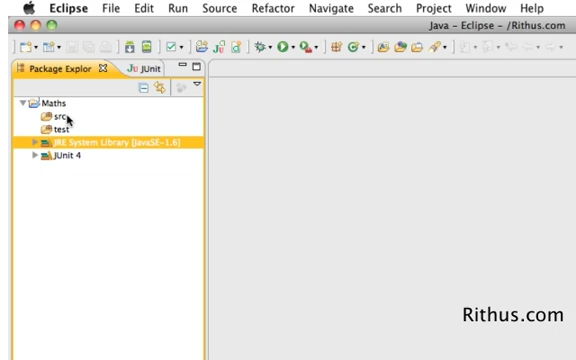 Eclipse File Edit Run Source Refactor Navigate Search Project Window Help
Java - Eclipse - /Rithus.com
Package Explor JUnit
Maths
src
test
JRE System Library [JavaSE-1.6]
JUnit 4
Rithus.com